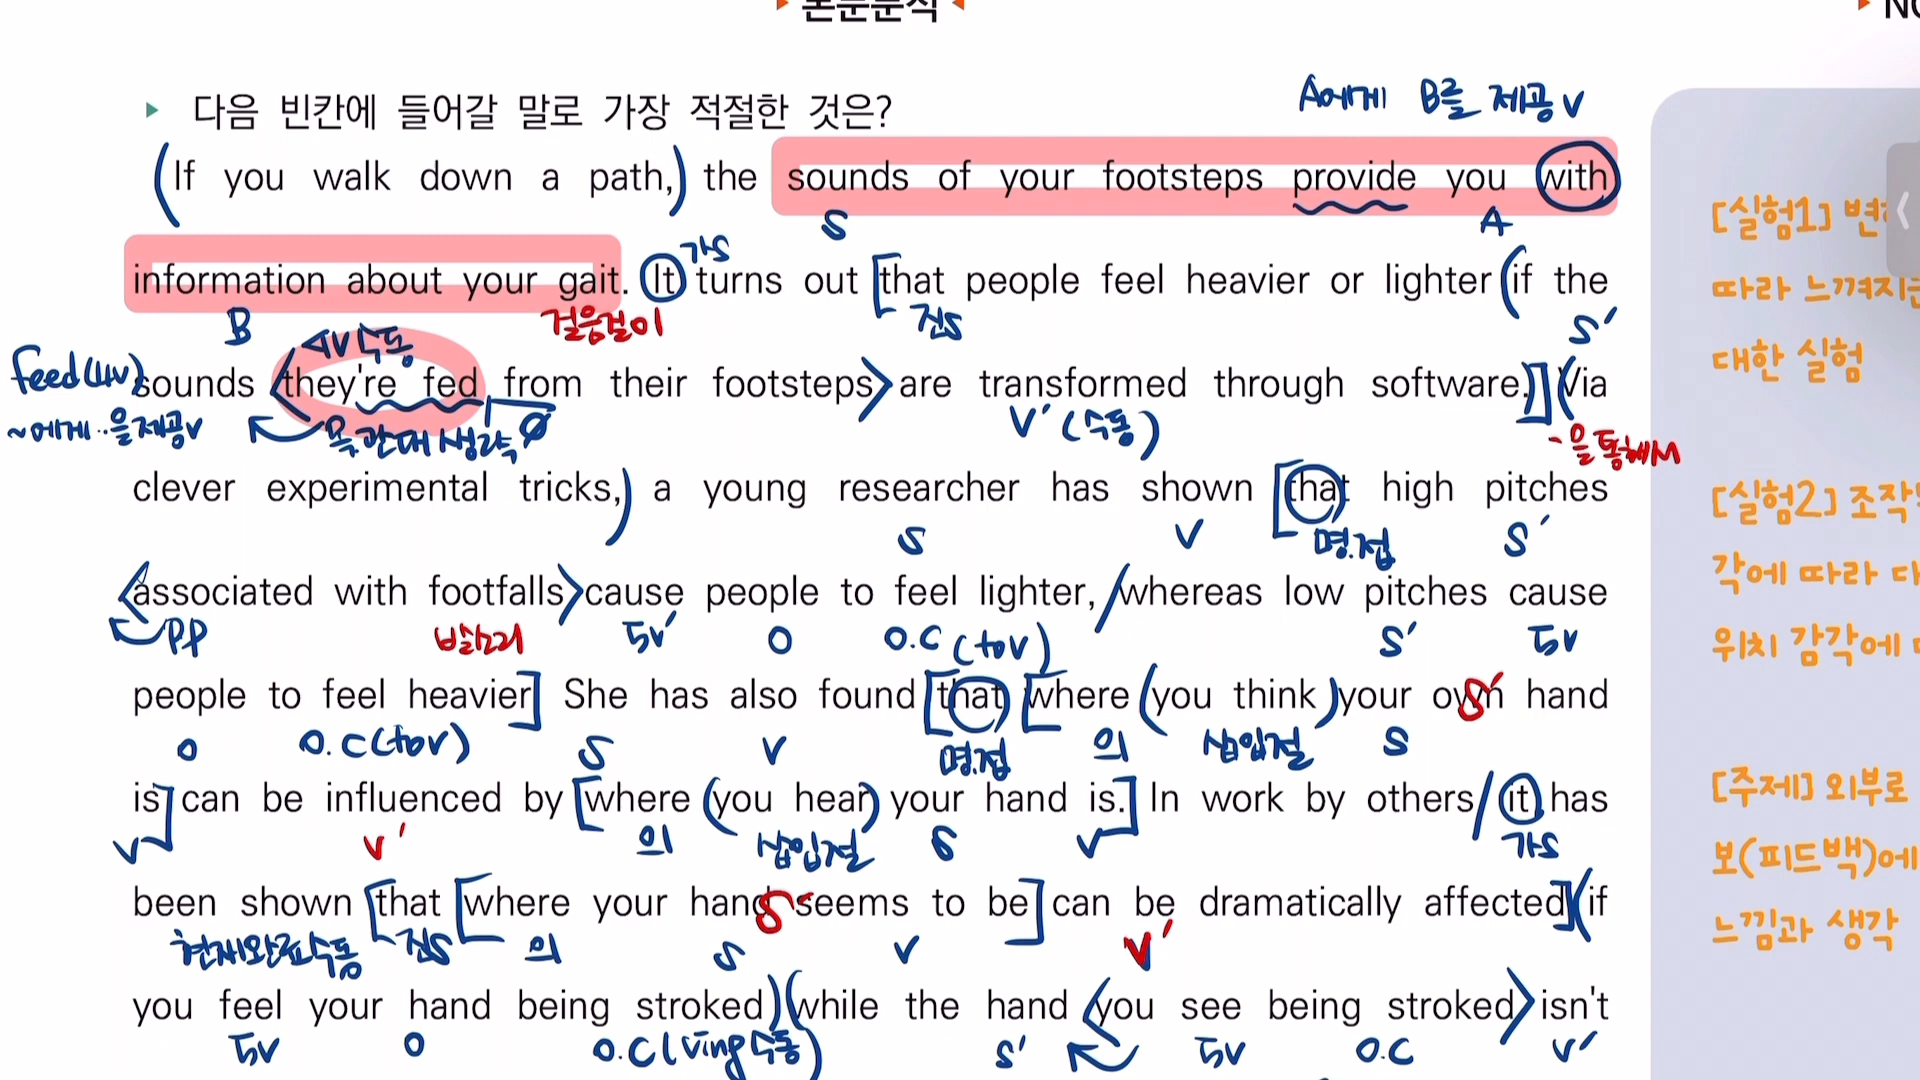 본문분석
다음 빈칸에 들어갈 말로 가장 적절한 것은?
A에게 B를 제공V
(If you walk down a path,) the sounds of your footsteps provide you with
S A
information about your gait. It turns out [that people feel heavier or lighter (if the
B 걸음걸이 가S 진S S'
sounds <they're fed from their footsteps> are transformed through software.] (Via
feed(4V) 4V수동
~에게..을제공V 목.관대 생략 Ø V'(수동) -을 통해서
clever experimental tricks,) a young researcher has shown [that high pitches
S V 명.접 S'
<associated with footfalls> cause people to feel lighter, / whereas low pitches cause
PP 발소리 5V' O O.C (toV) S' 5V
people to feel heavier] She has also found [that [where (you think) your own hand
O O.C(toV) S V 명.접 의 삽입절 S S'
is] can be influenced by [where (you hear) your hand is.] In work by others / it has
V V' 의 삽입절 S V 가S
been shown [that [where your hand seems to be] can be dramatically affected] (if
현재완료수동 진S 의 S S' V V'
you feel your hand being stroked) (while the hand <you see being stroked> isn't
5V O O.C(Ving수동) S' 5V O.C V'
[실험1]
따라 느껴지는
대한 실험
[실험2] 조작
각에 따라
위치 감각에
[주제] 외부로
보(피드백)에
느낌과 생각